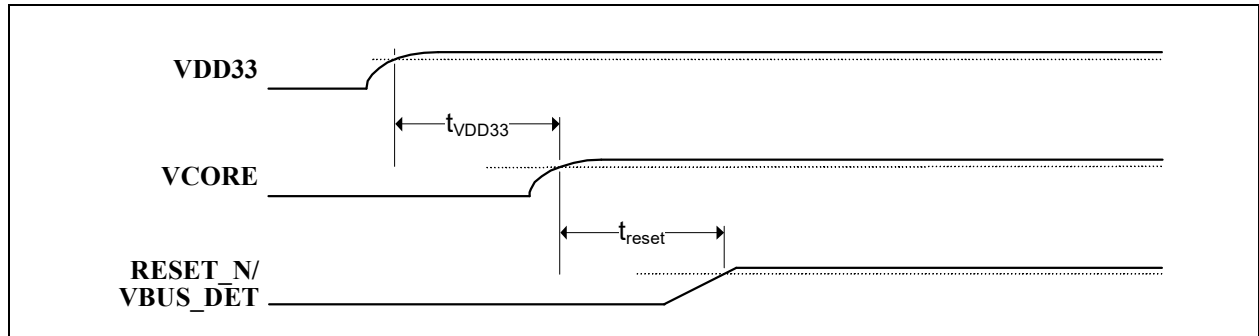 VDD33
tVDD33
VCORE
treset
RESET_N/
VBUS_DET